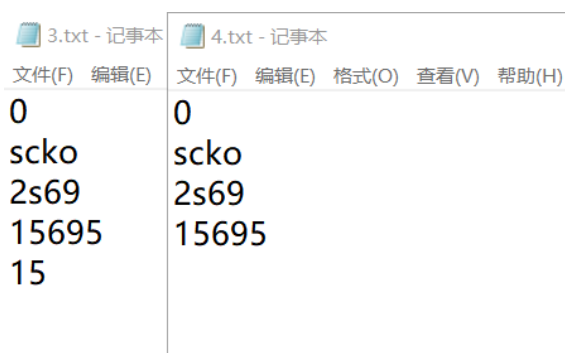 3.txt - 记事本
文件(F) 编辑(E)
0
scko
2s69
15695
15
4.txt - 记事本
文件(F) 编辑(E) 格式(O) 查看(V) 帮助(H)
0
scko
2s69
15695